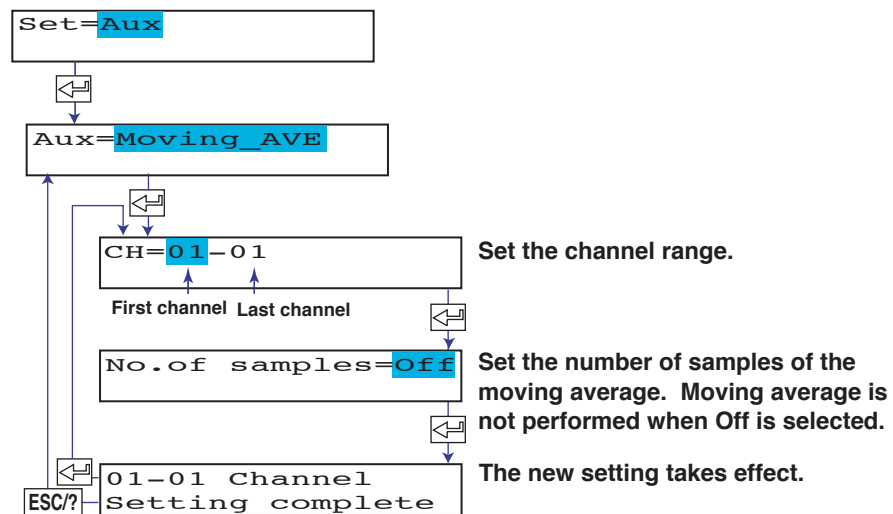 Set=Aux
Aux=Moving_AVE
CH=01-01
Set the channel range.
First channel Last channel
No.of samples=Off
Set the number of samples of the
moving average. Moving average is
not performed when Off is selected.
01-01 Channel
Setting complete
The new setting takes effect.
ESC/?